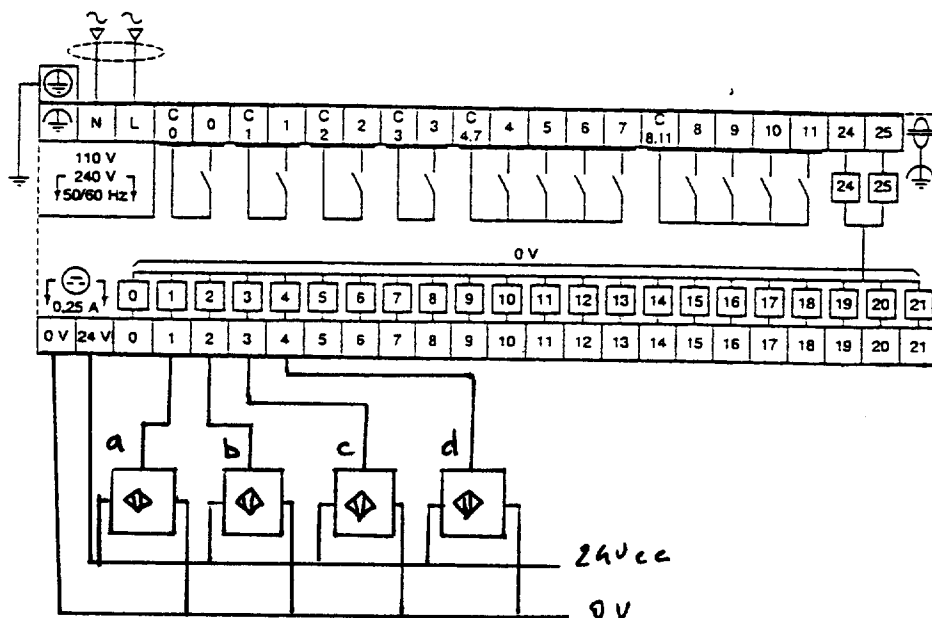 N L C 0 0 C 1 1 C 2 2 C 3 3 C 4.7 4 5 6 7 C 8.11 8 9 10 11 24 25
110 V
240 V
50/60 Hz
24 25
0 V
0,25 A
0 1 2 3 4 5 6 7 8 9 10 11 12 13 14 15 16 17 18 19 20 21
0 V 24 V 0 1 2 3 4 5 6 7 8 9 10 11 12 13 14 15 16 17 18 19 20 21
a b c d
24Vcc
0 V